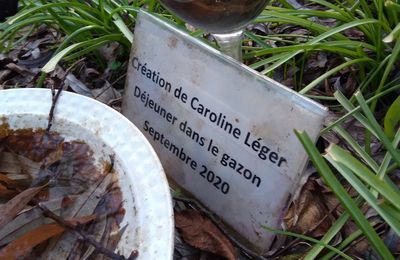 Création de Caroline Léger
Déjeuner dans le gazon
Septembre 2020